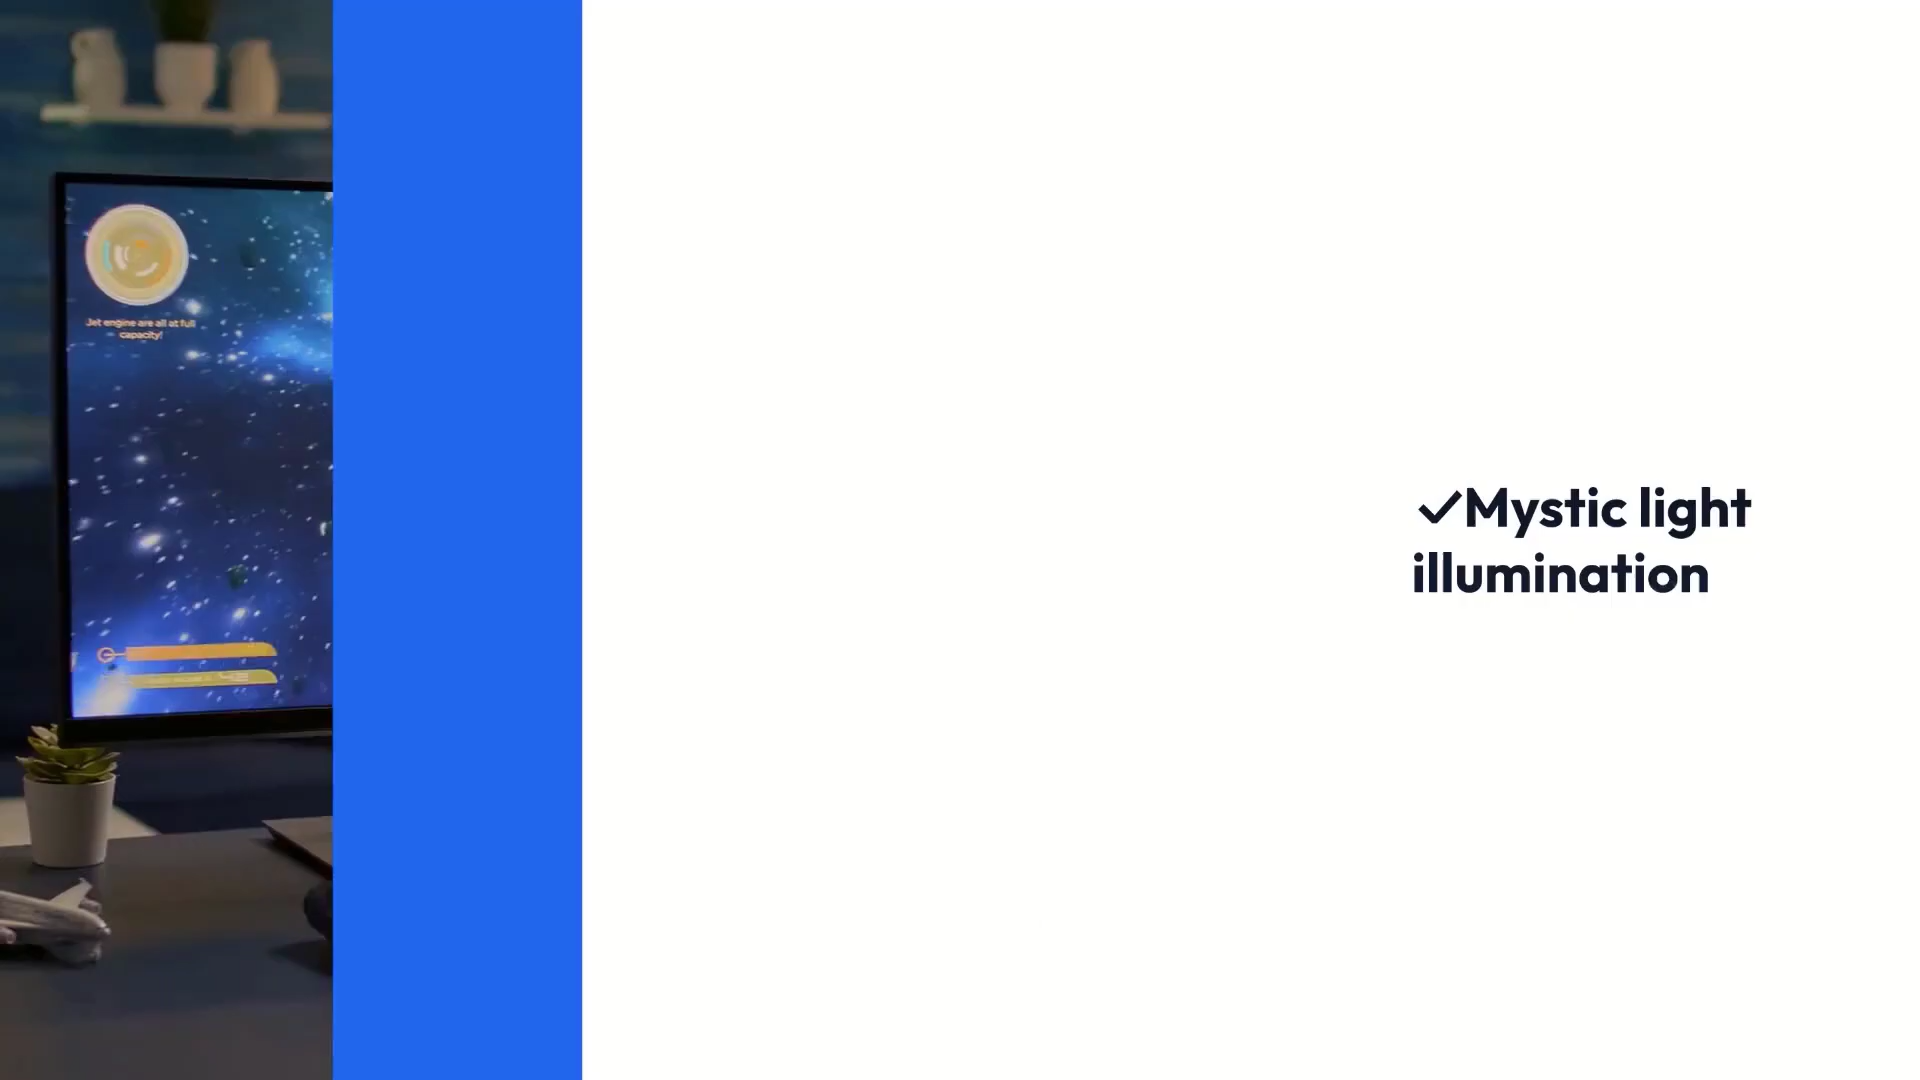 Jet engine are all at full
capacity!
✓Mystic light
illumination